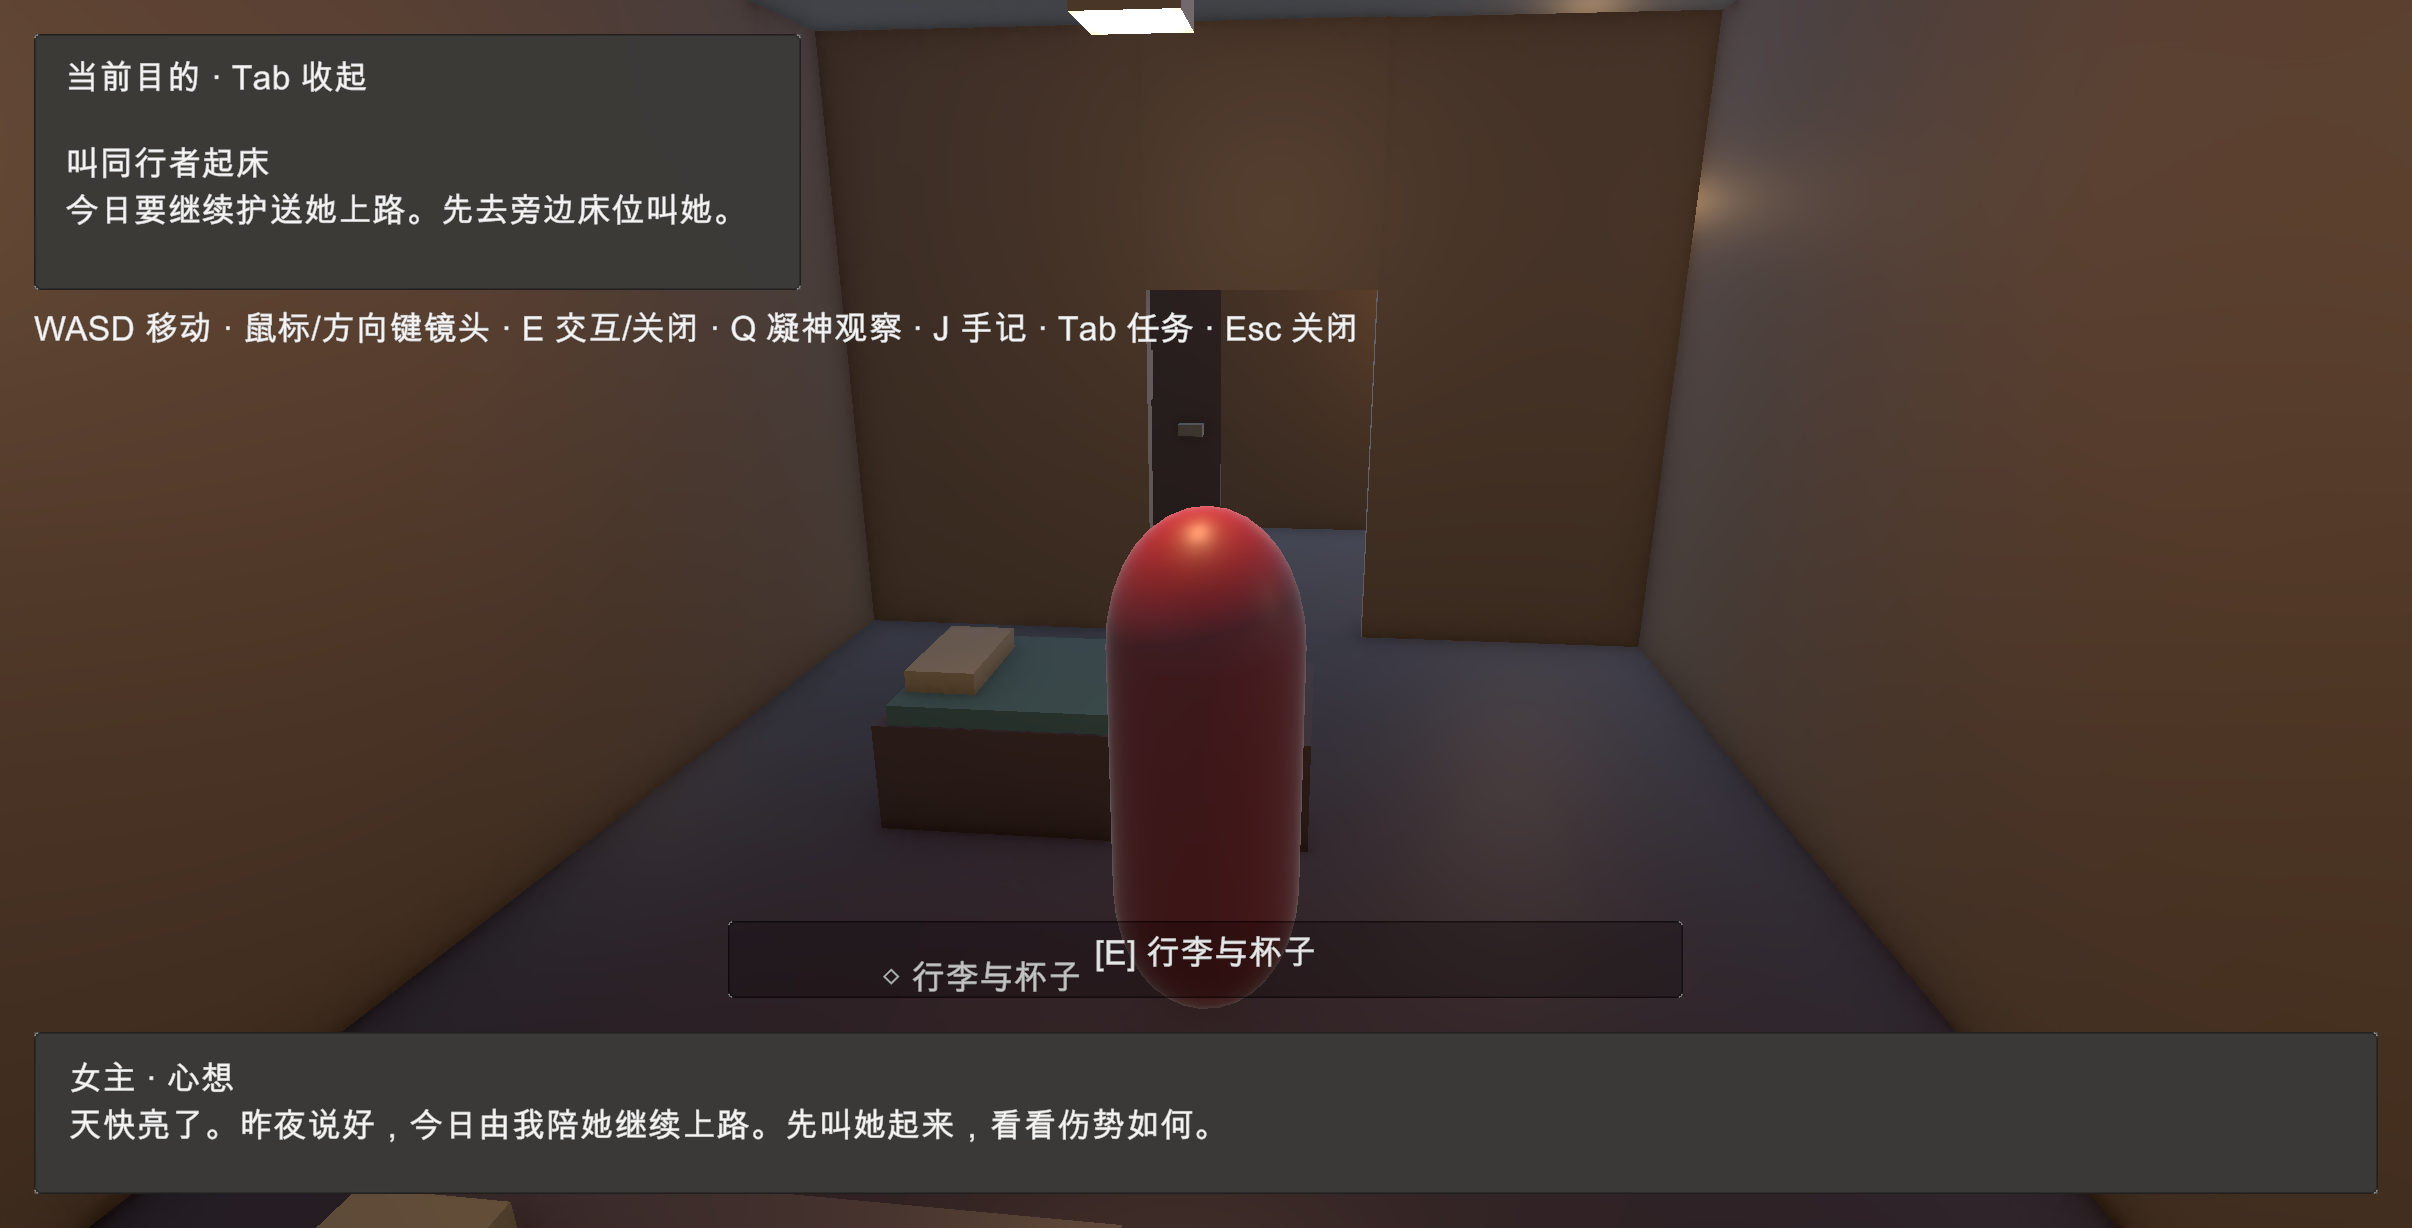 当前目的 · Tab 收起
叫同行者起床
今日要继续护送她上路。先去旁边床位叫她。
WASD 移动 · 鼠标/方向键镜头 · E 交互/关闭 · Q 凝神观察 · J 手记 · Tab 任务 · Esc 关闭
[E] 行李与杯子
◇ 行李与杯子
女主 · 心想
天快亮了。昨夜说好，今日由我陪她继续上路。先叫她起来，看看伤势如何。